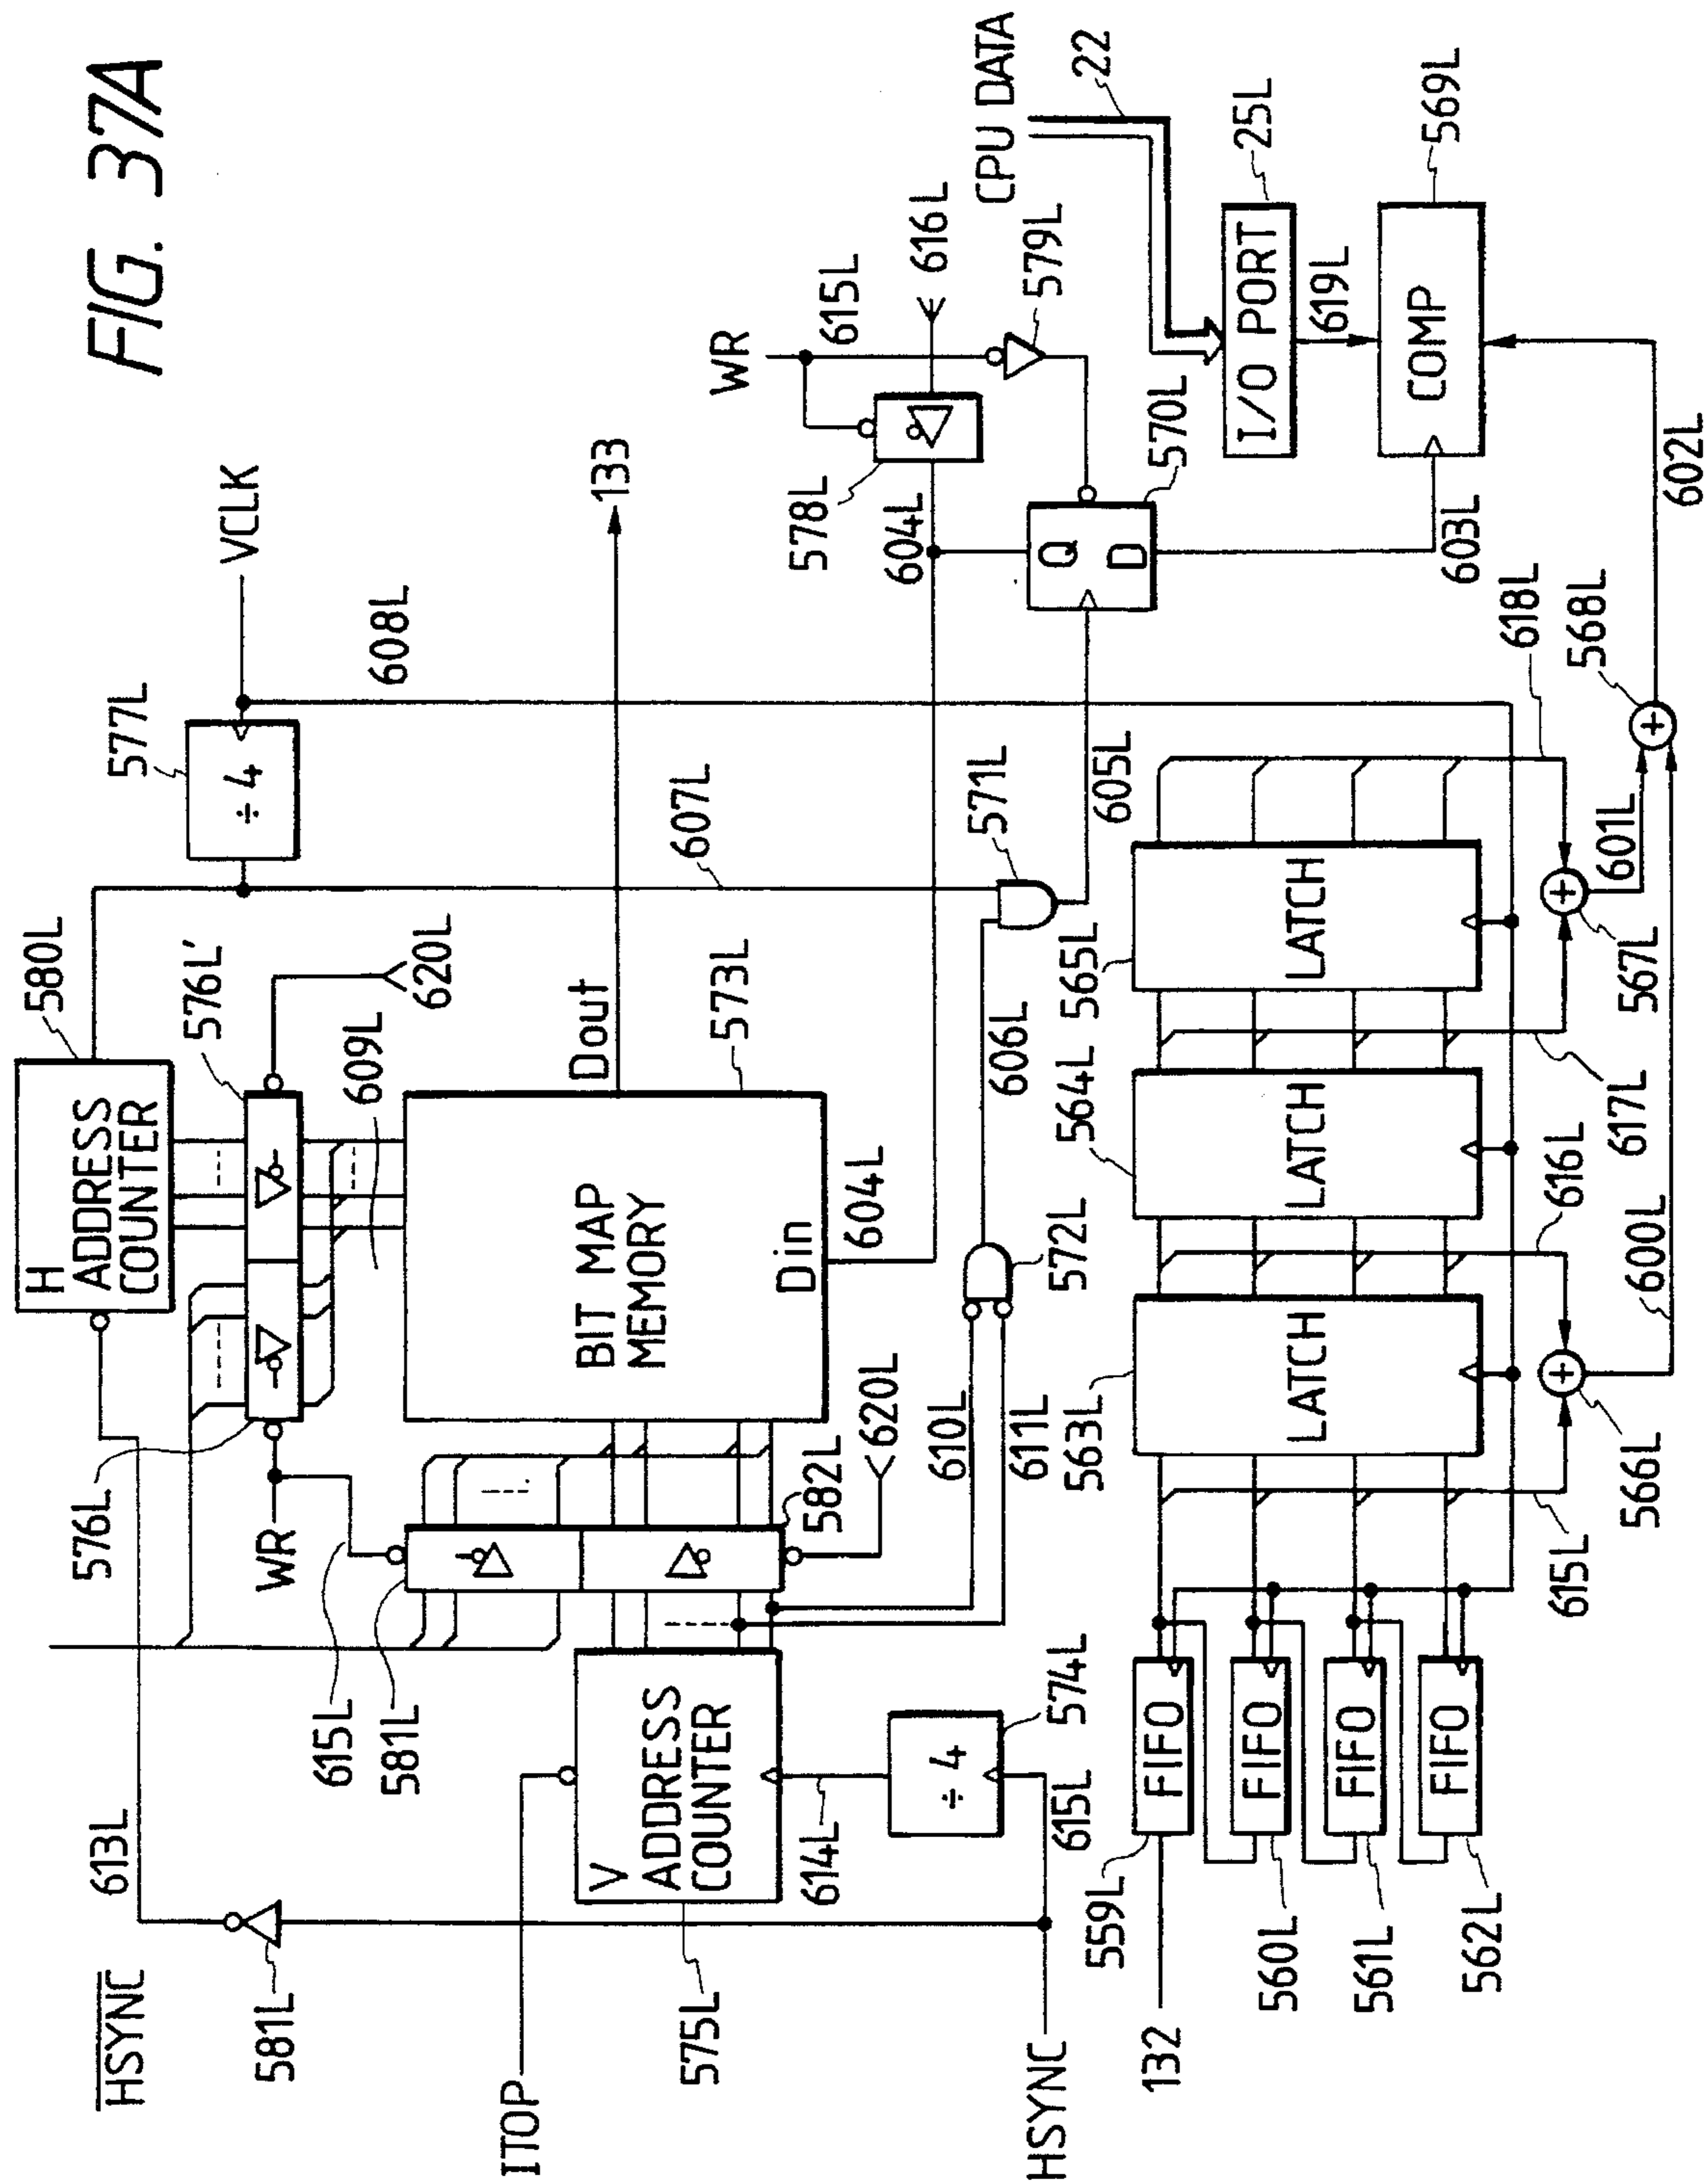 FIG. 37A
HSYNC
581L
613L
576L
H
ADDRESS
COUNTER
580L
576L'
577L
÷ 4
VCLK
608L
WR
620L
609L
607L
615L
581L
582L
620L
BIT MAP
MEMORY
573L
Dout
133
Din
604L
ITOP
V
ADDRESS
COUNTER
575L
614L
÷ 4
574L
HSYNC
615L
610L
611L
572L
606L
571L
605L
WR
615L
616L
578L
579L
604L
Q
D
570L
603L
CPU DATA
22
I/O PORT
25L
619L
COMP
569L
602L
132
559L
FIFO
560L
FIFO
561L
FIFO
562L
FIFO
563L
LATCH
564L
LATCH
565L
LATCH
615L
566L
616L
600L
617L
567L
601L
618L
568L